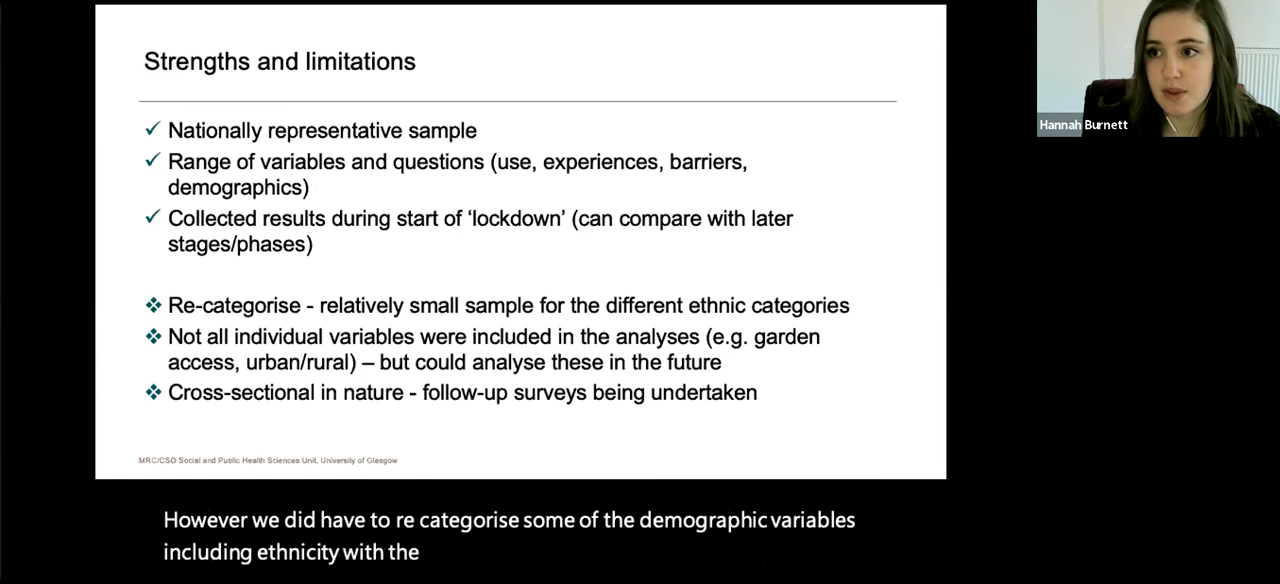 Strengths and limitations
Nationally representative sample
Range of variables and questions (use, experiences, barriers,
demographics)
Collected results during start of ‘lockdown’ (can compare with later
stages/phases)
Re-categorise - relatively small sample for the different ethnic categories
Not all individual variables were included in the analyses (e.g. garden
access, urban/rural) – but could analyse these in the future
Cross-sectional in nature - follow-up surveys being undertaken
MRC/CSO Social and Public Health Sciences Unit, University of Glasgow
Hannah Burnett
However we did have to re categorise some of the demographic variables
including ethnicity with the